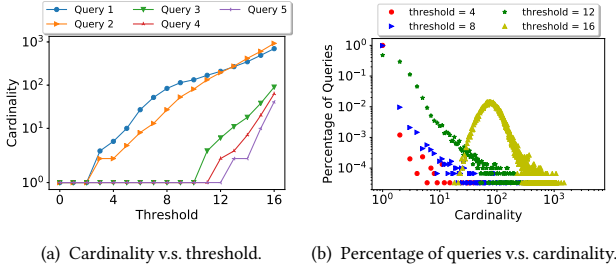 Query 1 Query 3 Query 5
Query 2 Query 4
Cardinality
10³
10²
10¹
10⁰
0 4 8 12 16
Threshold
(a) Cardinality v.s. threshold.
threshold = 4 threshold = 12
threshold = 8 threshold = 16
Percentage of Queries
10⁰
10⁻¹
10⁻²
10⁻³
10⁻⁴
10⁰ 10¹ 10² 10³
Cardinality
(b) Percentage of queries v.s. cardinality